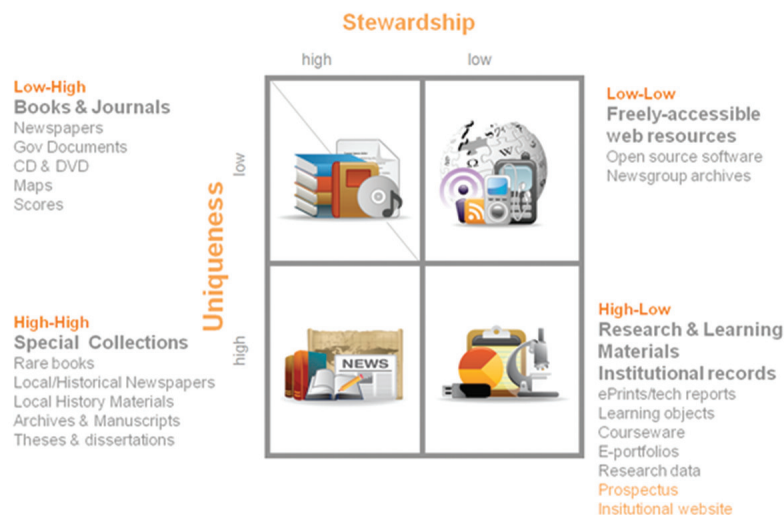 Stewardship
high
low
Low-High
Books & Journals
Newspapers
Gov Documents
CD & DVD
Maps
Scores
Low-Low
Freely-accessible
web resources
Open source software
Newsgroup archives
Uniqueness
low
high
High-High
Special Collections
Rare books
Local/Historical Newspapers
Local History Materials
Archives & Manuscripts
Theses & dissertations
NEWS
High-Low
Research & Learning
Materials
Institutional records
ePrints/tech reports
Learning objects
Courseware
E-portfolios
Research data
Prospectus
Insitutional website